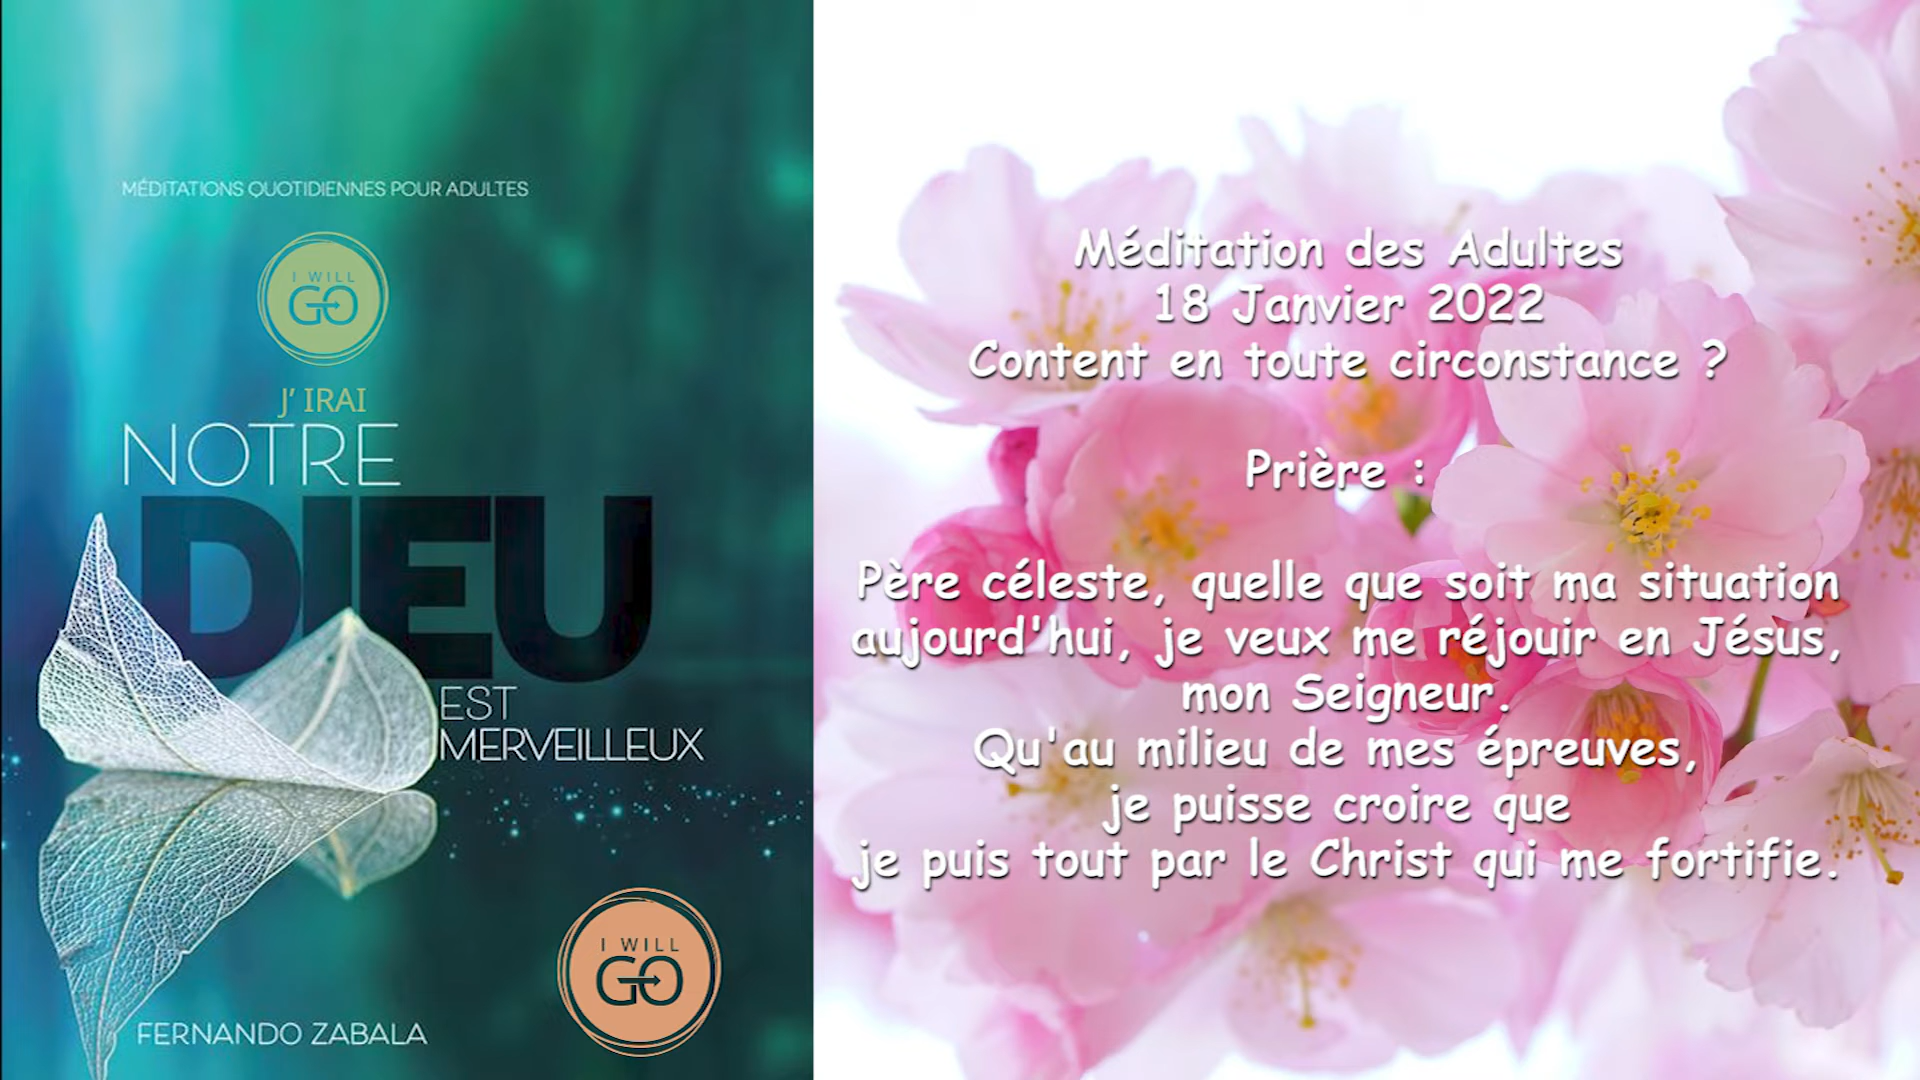 MÉDITATIONS QUOTIDIENNES POUR ADULTES
I WILL
GO
J' IRAI
NOTRE
DIEU
EST
MERVEILLEUX
I WILL
GO
FERNANDO ZABALA
Méditation des Adultes
18 Janvier 2022
Content en toute circonstance ?
Prière :
Père céleste, quelle que soit ma situation
aujourd'hui, je veux me réjouir en Jésus,
mon Seigneur.
Qu'au milieu de mes épreuves,
je puisse croire que
je puis tout par le Christ qui me fortifie.